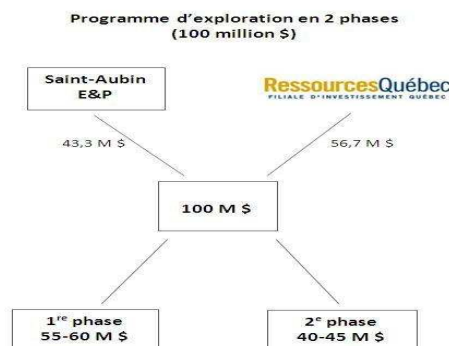 Programme d'exploration en 2 phases
(100 million $)
Saint-Aubin
E&P
RessourcesQuébec
FILIALE D'INVESTISSEMENT QUÉBEC
43,3 M $
56,7 M $
100 M $
1re phase
55-60 M $
2e phase
40-45 M $